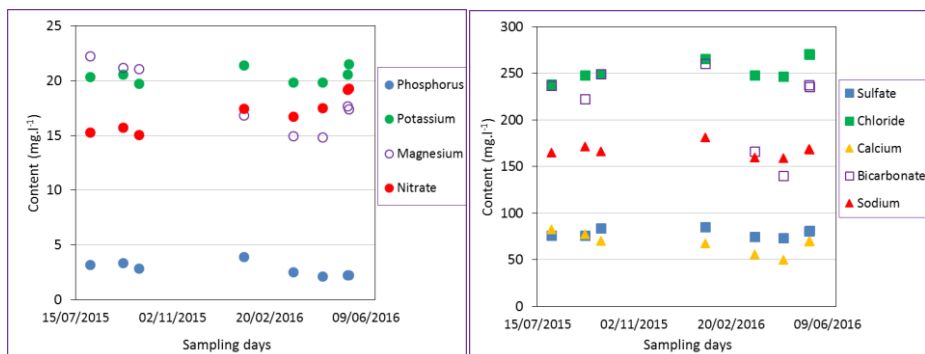 25
20
15
10
5
0
Content (mg.l-1)
15/07/2015 02/11/2015 20/02/2016 09/06/2016
Sampling days
Phosphorus
Potassium
Magnesium
Nitrate
300
250
200
150
100
50
0
Content (mg.l-1)
15/07/2015 02/11/2015 20/02/2016 09/06/2016
Sampling days
Sulfate
Chloride
Calcium
Bicarbonate
Sodium